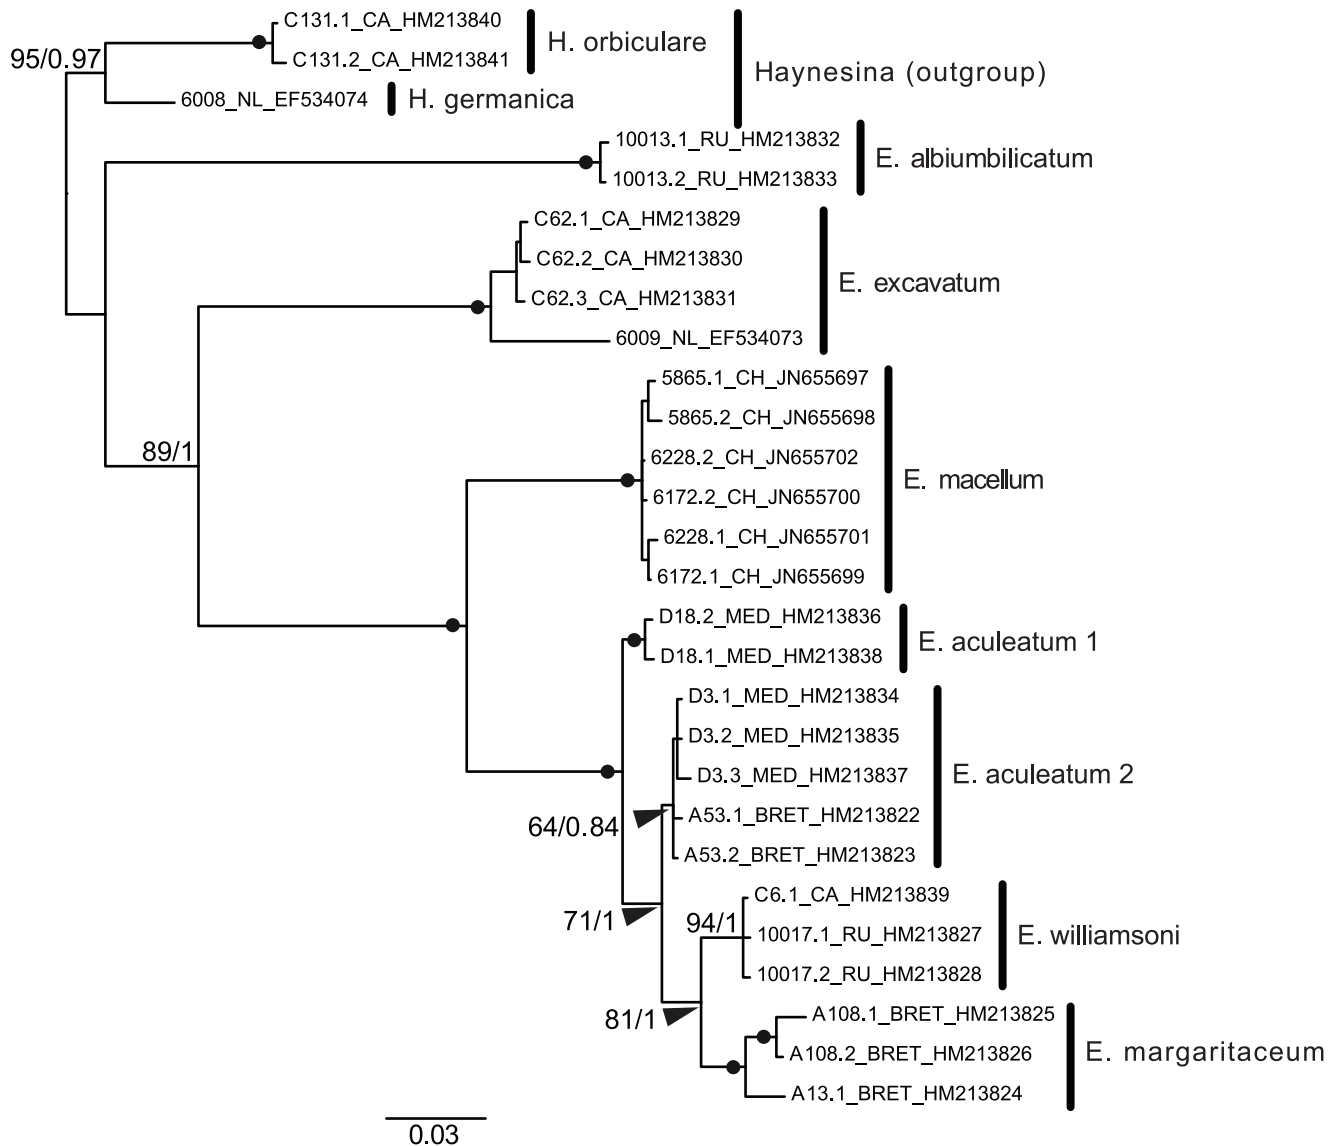 C131.1_CA_HM213840
95/0.97
C131.2_CA_HM213841
H. orbiculare
Haynesina (outgroup)
6008_NL_EF534074
H. germanica
10013.1_RU_HM213832
10013.2_RU_HM213833
E. albiumbilicatum
C62.1_CA_HM213829
C62.2_CA_HM213830
C62.3_CA_HM213831
6009_NL_EF534073
E. excavatum
5865.1_CH_JN655697
5865.2_CH_JN655698
89/1
6228.2_CH_JN655702
6172.2_CH_JN655700
6228.1_CH_JN655701
6172.1_CH_JN655699
E. macellum
D18.2_MED_HM213836
D18.1_MED_HM213838
E. aculeatum 1
D3.1_MED_HM213834
D3.2_MED_HM213835
D3.3_MED_HM213837
A53.1_BRET_HM213822
A53.2_BRET_HM213823
E. aculeatum 2
64/0.84
71/1
94/1
C6.1_CA_HM213839
10017.1_RU_HM213827
10017.2_RU_HM213828
E. williamsoni
81/1
A108.1_BRET_HM213825
A108.2_BRET_HM213826
A13.1_BRET_HM213824
E. margaritaceum
0.03